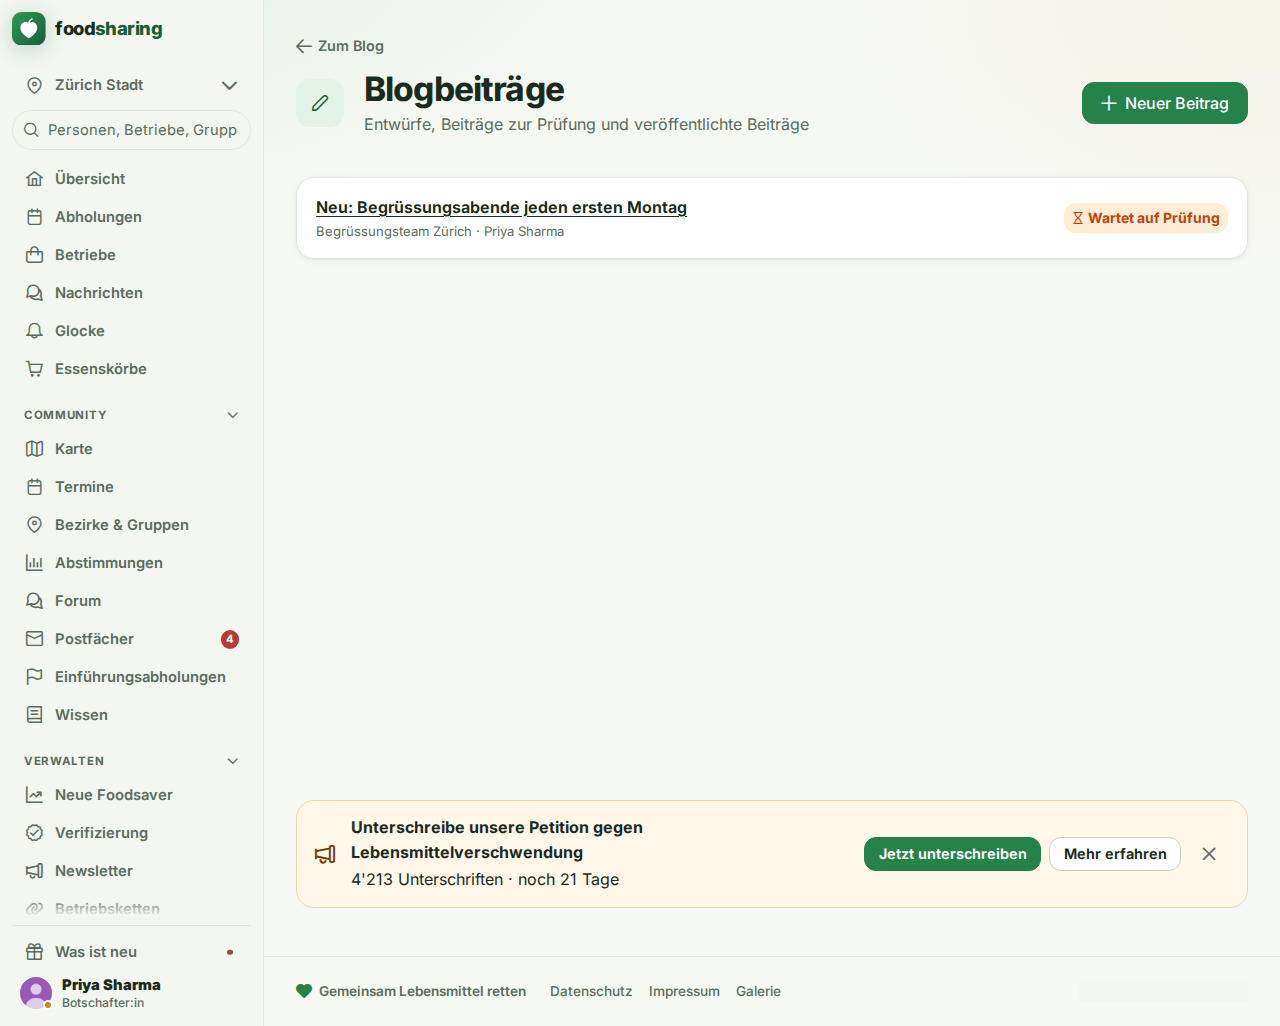 foodsharing
Zürich Stadt
Personen, Betriebe, Grupp
Übersicht
Abholungen
Betriebe
Nachrichten
Glocke
Essenskörbe
COMMUNITY
Karte
Termine
Bezirke & Gruppen
Abstimmungen
Forum
Postfächer 4
Einführungsabholungen
Wissen
VERWALTEN
Neue Foodsaver
Verifizierung
Newsletter
Betriebsketten
Was ist neu
Priya Sharma
Botschafter:in
Zum Blog
Blogbeiträge
Entwürfe, Beiträge zur Prüfung und veröffentlichte Beiträge
Neuer Beitrag
Neu: Begrüssungsabende jeden ersten Montag
Begrüssungsteam Zürich · Priya Sharma
Wartet auf Prüfung
Unterschreibe unsere Petition gegen
Lebensmittelverschwendung
4'213 Unterschriften · noch 21 Tage
Jetzt unterschreiben
Mehr erfahren
Gemeinsam Lebensmittel retten
Datenschutz
Impressum
Galerie